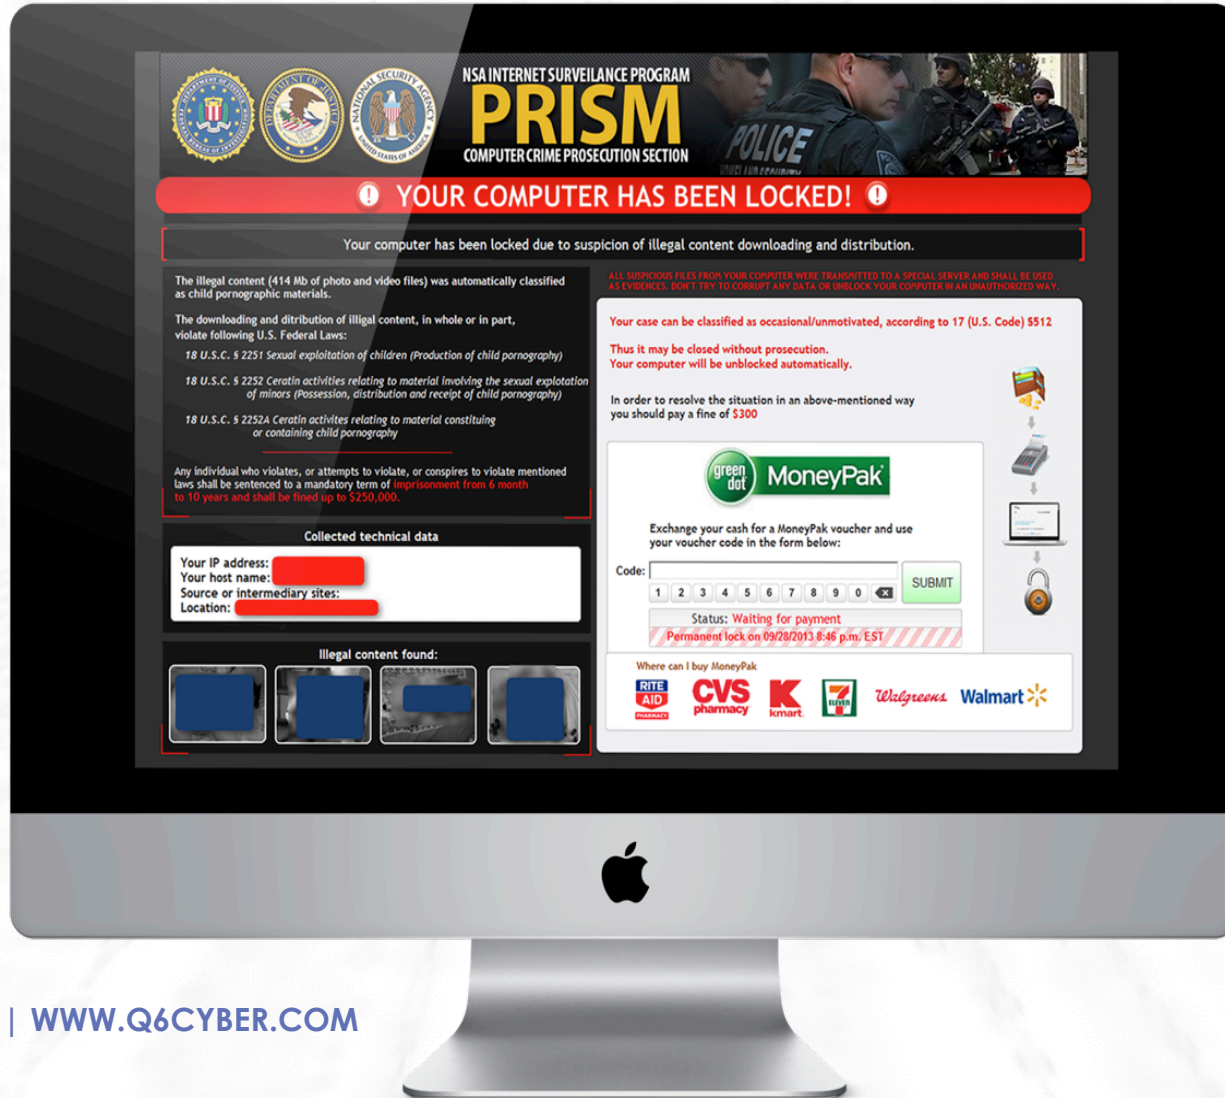 NSA INTERNET SURVEILANCE PROGRAM
PRISM
COMPUTER CRIME PROSECUTION SECTION
POLICE
HOMELAND SECURITY
YOUR COMPUTER HAS BEEN LOCKED!
Your computer has been locked due to suspicion of illegal content downloading and distribution.
The illegal content (414 Mb of photo and video files) was automatically classified
as child pornographic materials.
The downloading and ditribution of illigal content, in whole or in part,
violate following U.S. Federal Laws:
18 U.S.C. § 2251 Sexual exploitation of children (Production of child pornography)
18 U.S.C. § 2252 Ceratin activities relating to material involving the sexual explotation
of minors (Possession, distribution and receipt of child pornography)
18 U.S.C. § 2252A Ceratin activites relating to material constituing
or containing child pornography
Any individual who violates, or attempts to violate, or conspires to violate mentioned
laws shall be sentenced to a mandatory term of imprisonment from 6 month
to 10 years and shall be fined up to $250,000.
Collected technical data
Your IP address:
Your host name:
Source or intermediary sites:
Location:
Illegal content found:
ALL SUSPICIOUS FILES FROM YOUR COMPUTER WERE TRANSMITTED TO A SPECIAL SERVER AND SHALL BE USED
AS EVIDENCES. DON'T TRY TO CORRUPT ANY DATA OR UNBLOCK YOUR COMPUTER IN AN UNAUTHORIZED WAY.
Your case can be classified as occasional/unmotivated, according to 17 (U.S. Code) §512
Thus it may be closed without prosecution.
Your computer will be unblocked automatically.
In order to resolve the situation in an above-mentioned way
you should pay a fine of $300
green dot MoneyPak
Exchange your cash for a MoneyPak voucher and use
your voucher code in the form below:
Code:
1 2 3 4 5 6 7 8 9 0
SUBMIT
Status: Waiting for payment
Permanent lock on 09/28/2013 8:46 p.m. EST
Where can I buy MoneyPak
RITE AID PHARMACY
CVS pharmacy
K kmart
7 ELEVEN
Walgreens
Walmart
| WWW.Q6CYBER.COM